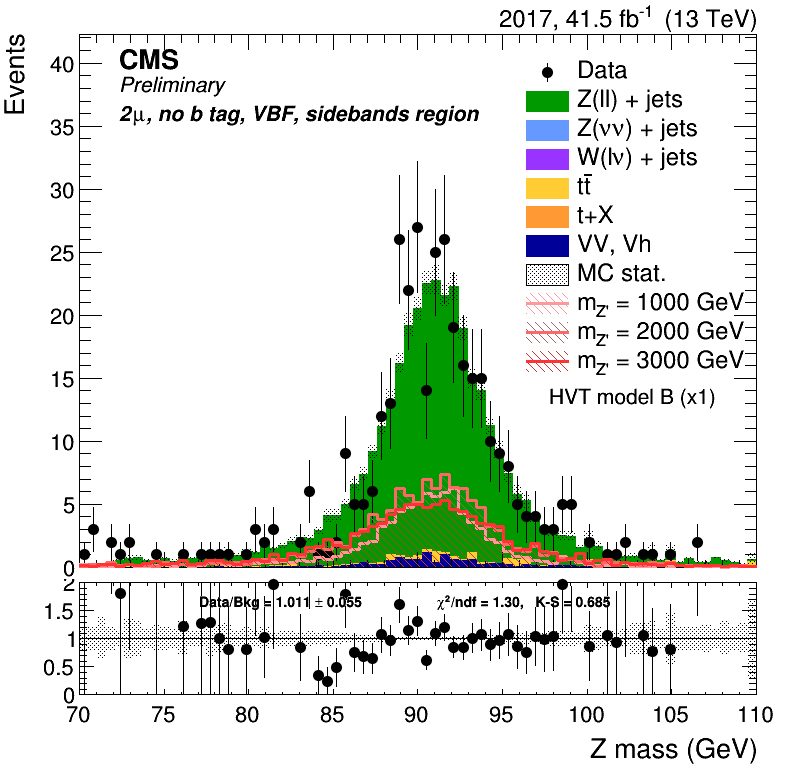 2017, 41.5 fb⁻¹ (13 TeV)
Events
CMS
Preliminary
2μ, no b tag, VBF, sidebands region
Data
Z(ll) + jets
Z(νν) + jets
W(lν) + jets
tt̄
t+X
VV, Vh
MC stat.
m_Z' = 1000 GeV
m_Z' = 2000 GeV
m_Z' = 3000 GeV
HVT model B (x1)
40
35
30
25
20
15
10
5
0
Data/Bkg = 1.011 ± 0.055
χ²/ndf = 1.30, K-S = 0.685
2
1.5
1
0.5
0
70 75 80 85 90 95 100 105 110
Z mass (GeV)